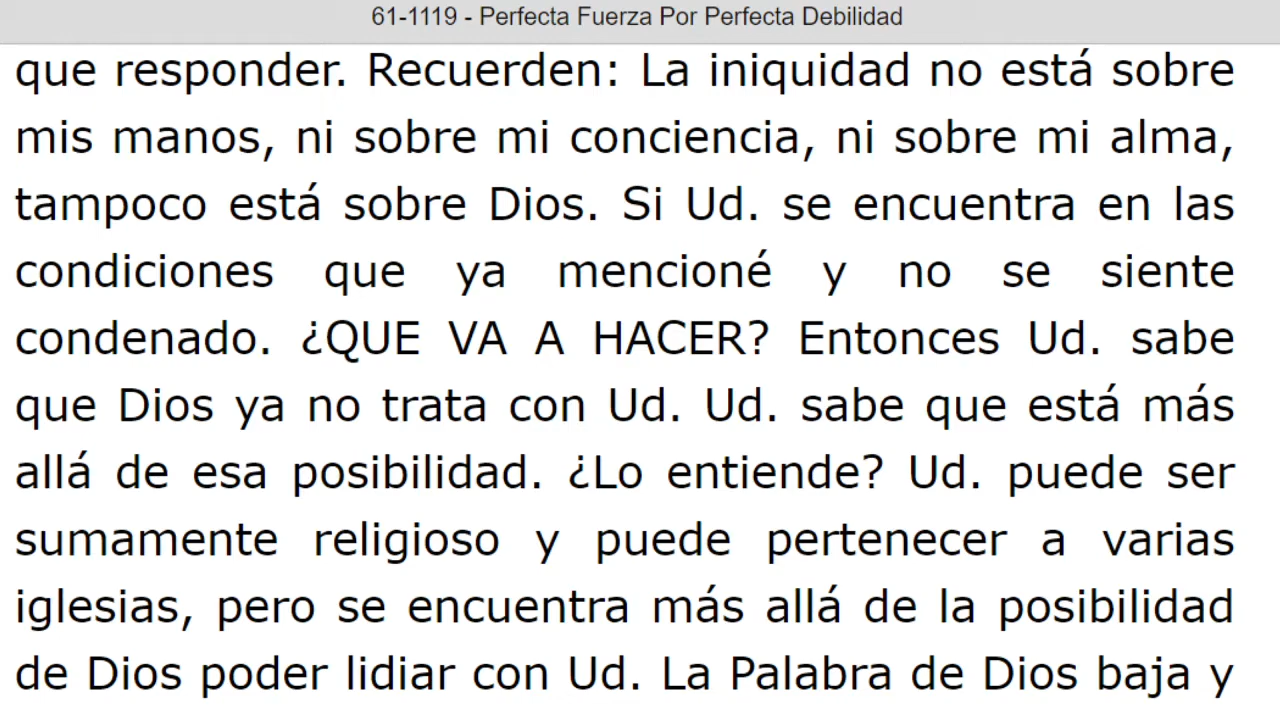 61-1119 - Perfecta Fuerza Por Perfecta Debilidad
que responder. Recuerden: La iniquidad no está sobre
mis manos, ni sobre mi conciencia, ni sobre mi alma,
tampoco está sobre Dios. Si Ud. se encuentra en las
condiciones que ya mencioné y no se siente
condenado. ¿QUE VA A HACER? Entonces Ud. sabe
que Dios ya no trata con Ud. Ud. sabe que está más
allá de esa posibilidad. ¿Lo entiende? Ud. puede ser
sumamente religioso y puede pertenecer a varias
iglesias, pero se encuentra más allá de la posibilidad
de Dios poder lidiar con Ud. La Palabra de Dios baja y